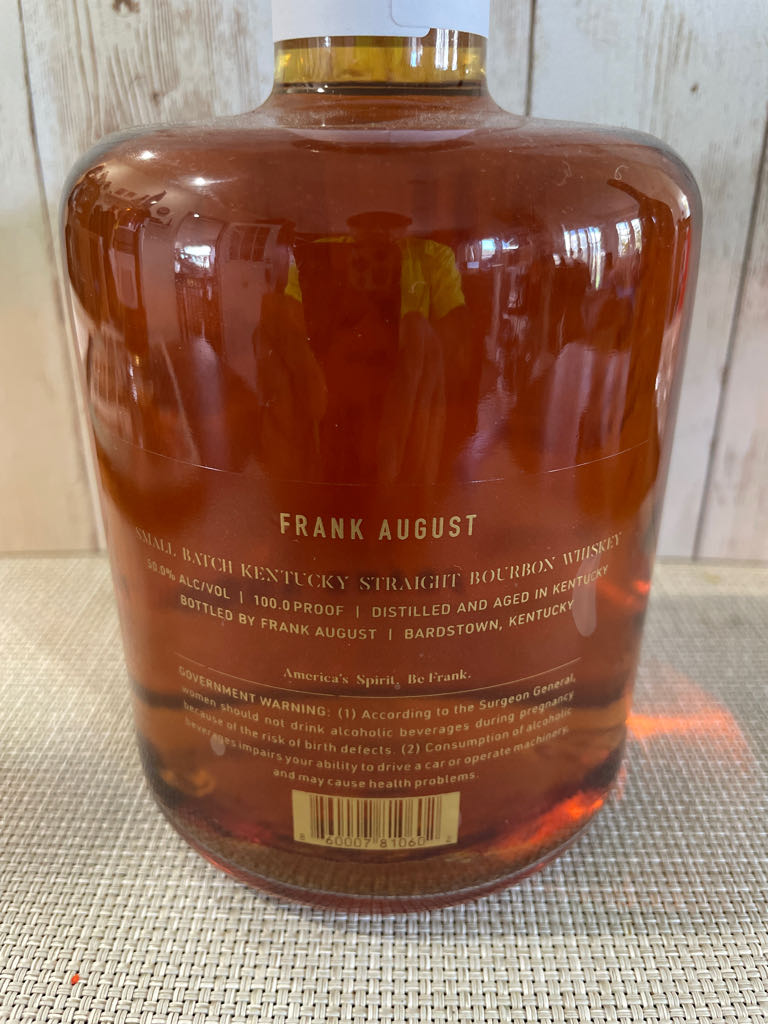 FRANK AUGUST
SMALL BATCH KENTUCKY STRAIGHT BOURBON WHISKEY
50.0% ALC/VOL | 100.0 PROOF | DISTILLED AND AGED IN KENTUCKY
BOTTLED BY FRANK AUGUST | BARDSTOWN, KENTUCKY
America's Spirit. Be Frank.
GOVERNMENT WARNING: (1) According to the Surgeon General,
women should not drink alcoholic beverages during pregnancy
because of the risk of birth defects. (2) Consumption of alcoholic
beverages impairs your ability to drive a car or operate machinery,
and may cause health problems.
8 60007 81060